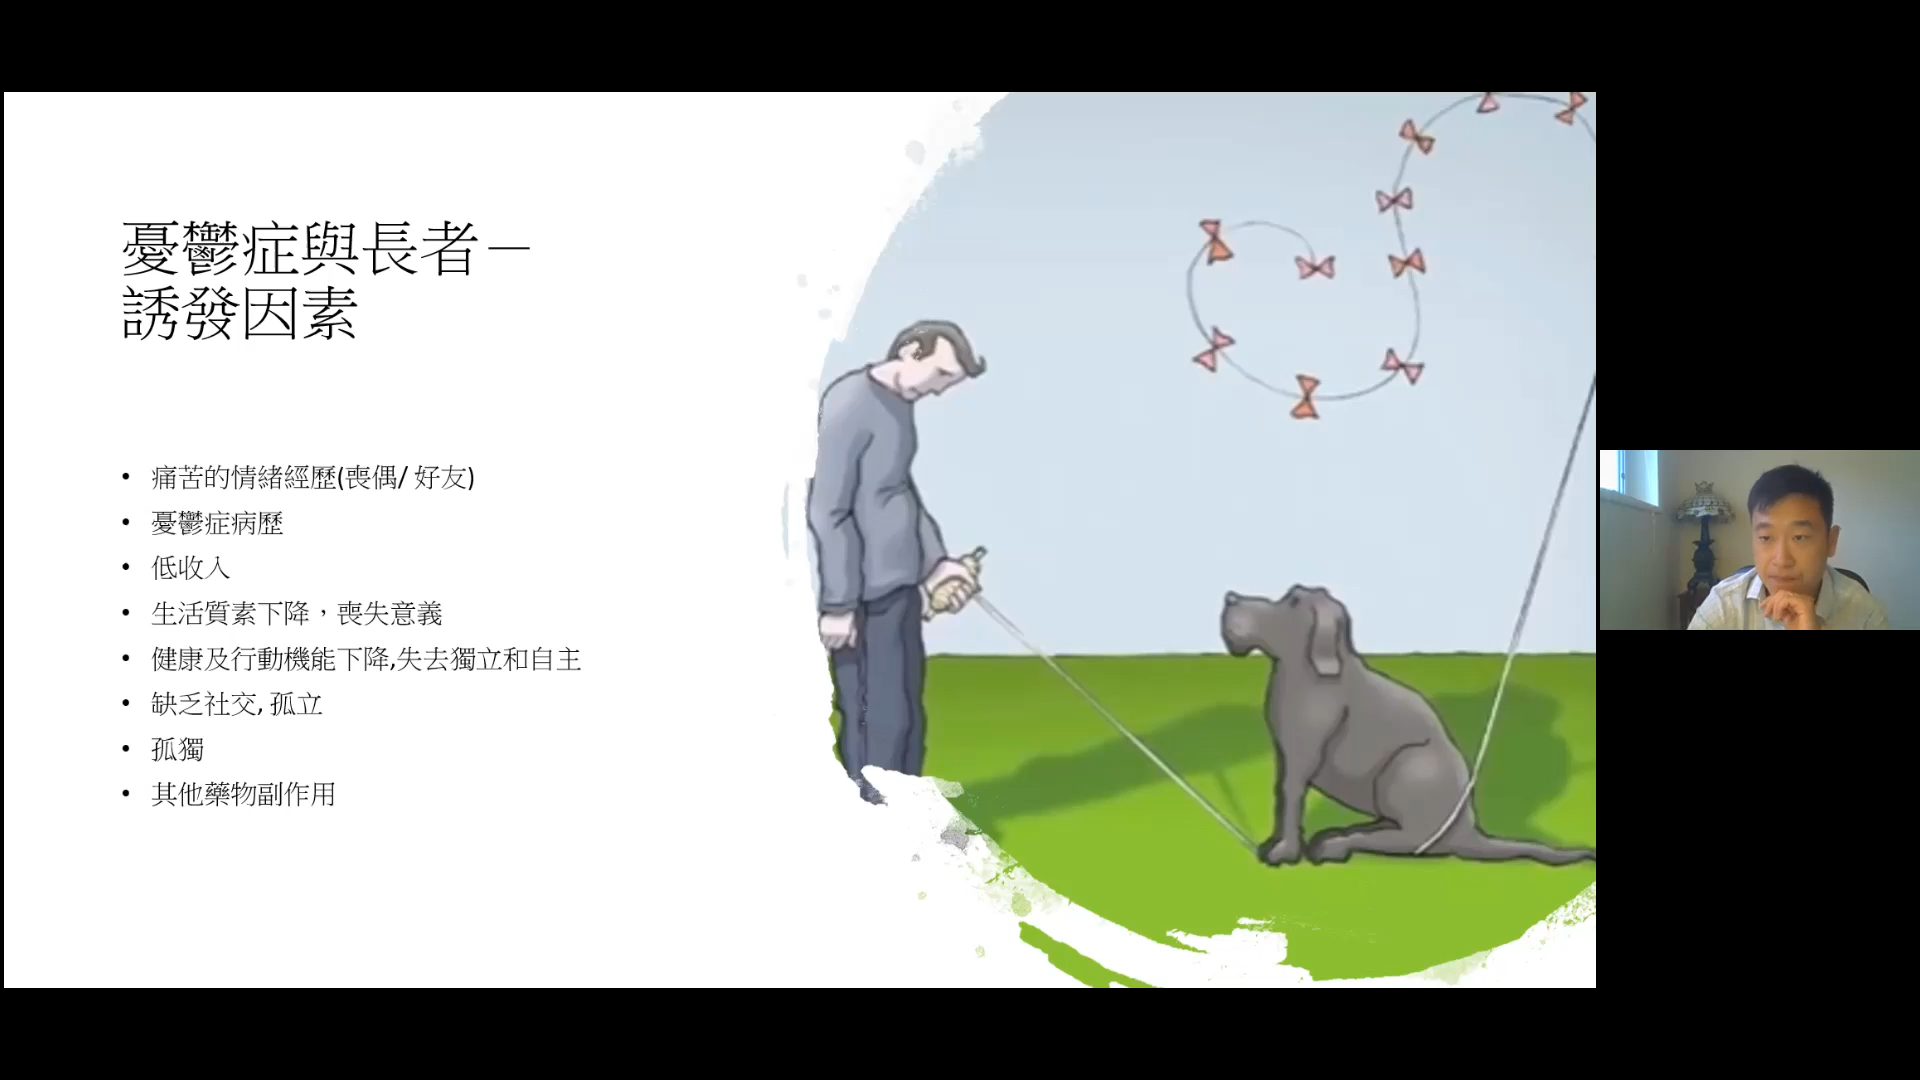 憂鬱症與長者－
誘發因素
• 痛苦的情緒經歷(喪偶/ 好友)
• 憂鬱症病歷
• 低收入
• 生活質素下降，喪失意義
• 健康及行動機能下降,失去獨立和自主
• 缺乏社交, 孤立
• 孤獨
• 其他藥物副作用